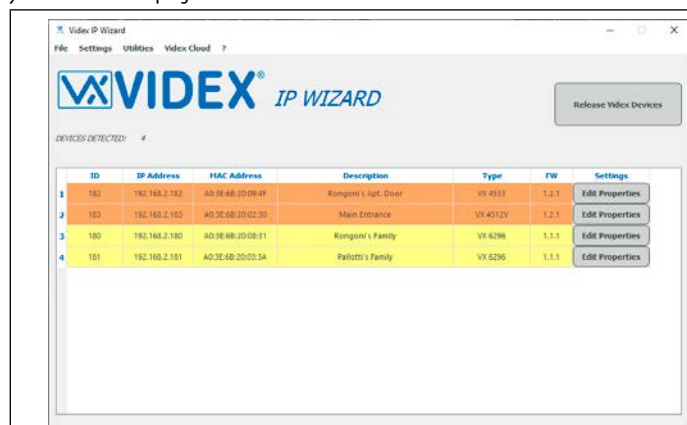 Videx IP Wizard
File Settings Utilities Videx Cloud ?
VIDEX® IP WIZARD
Release Videx Devices
DEVICES DETECTED: 4
ID IP Address MAC Address Description Type FW Settings
1 182 192.168.2.182 A0:3E:6B:20:09:4F Rongoni's Apt. Door VX 4533 1.2.1 Edit Properties
2 183 192.168.2.183 A0:3E:6B:20:02:30 Main Entrance VX 4512V 1.2.1 Edit Properties
3 180 192.168.2.180 A0:3E:6B:20:08:31 Rongoni's Family VX 6296 1.1.1 Edit Properties
4 181 192.168.2.181 A0:3E:6B:20:03:3A Pallotti's Family VX 6296 1.1.1 Edit Properties